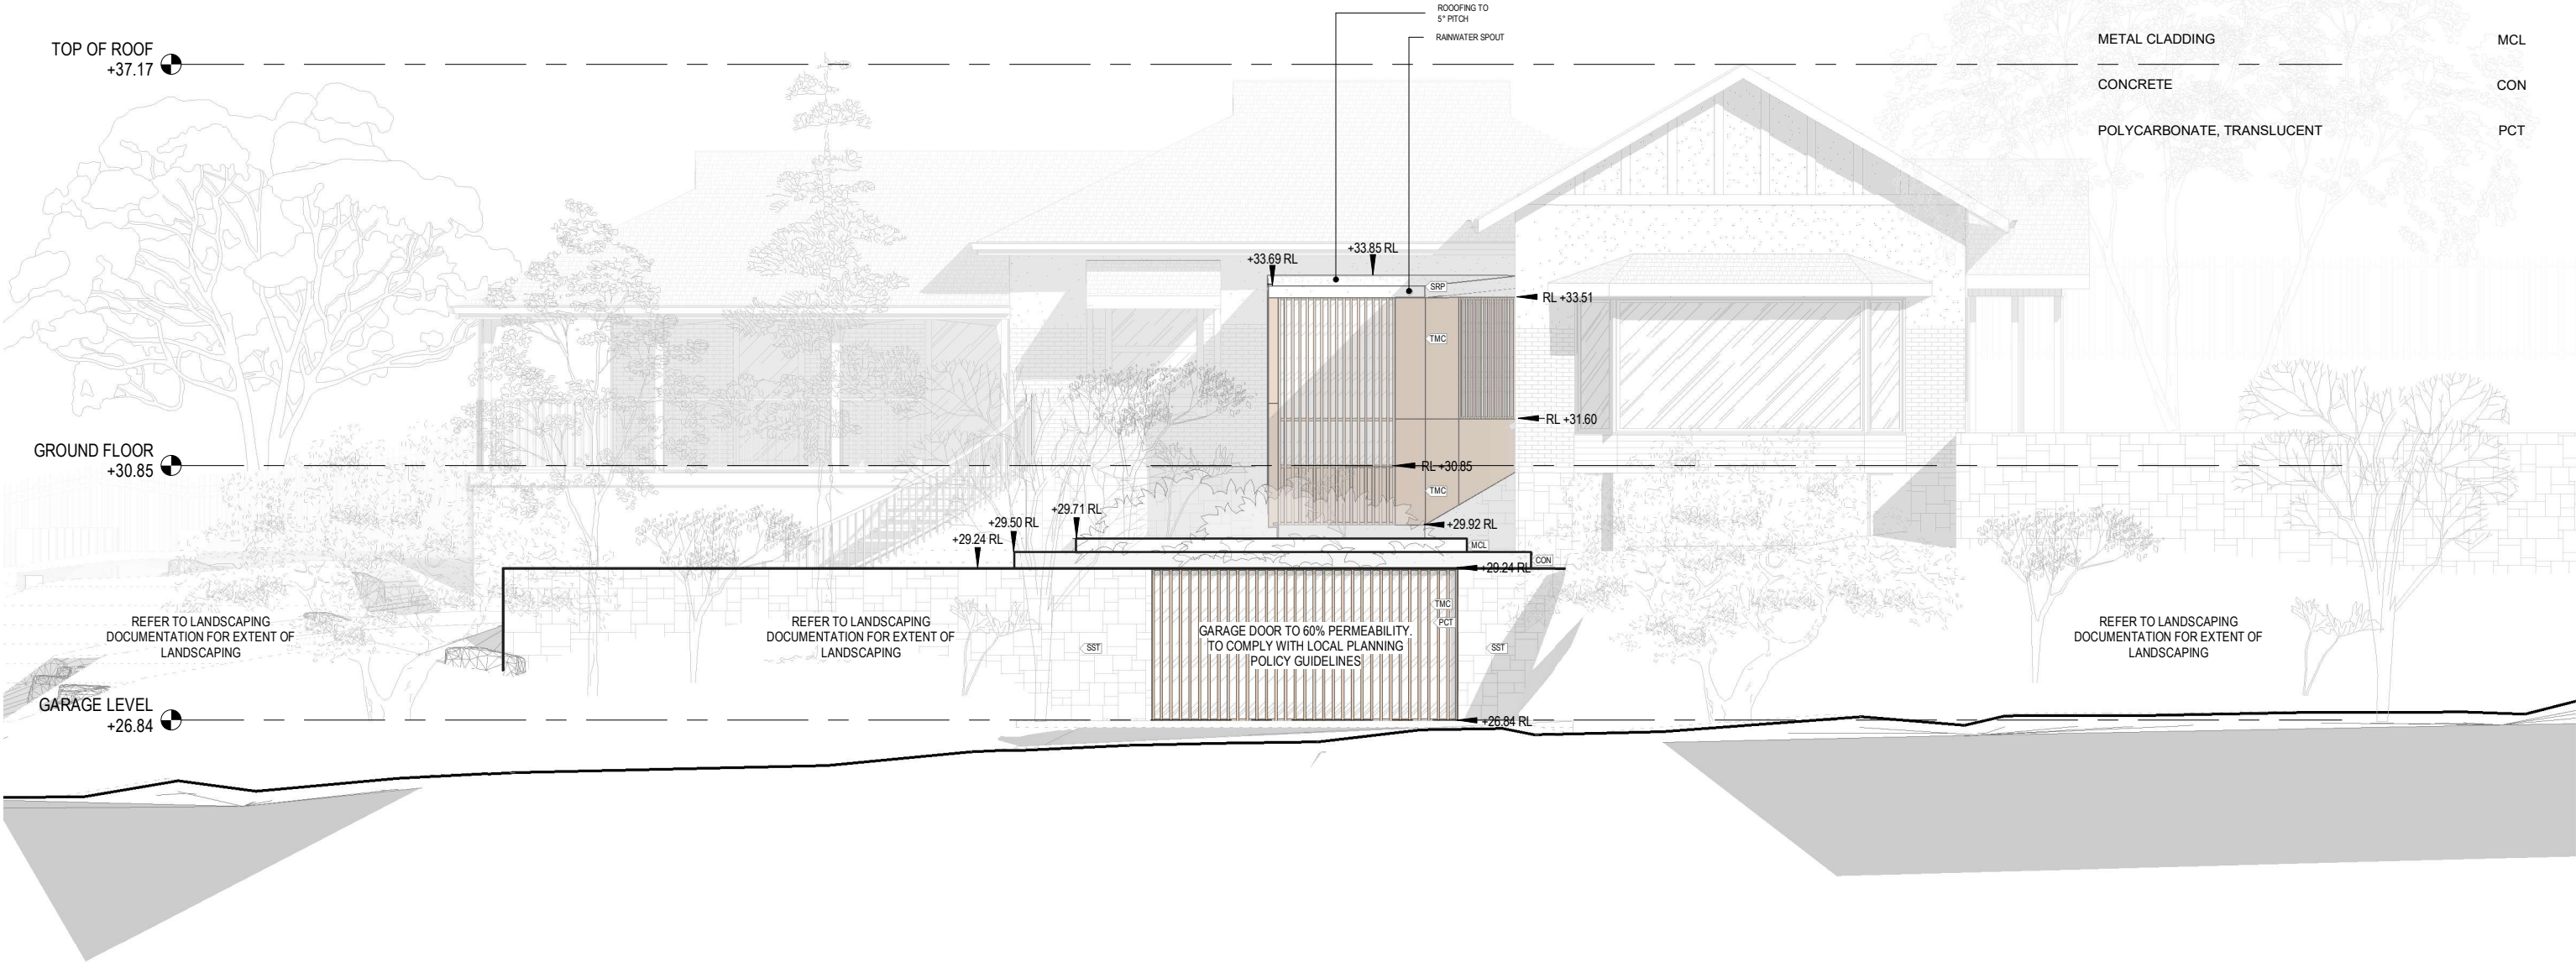 ROOOFING TO
5° PITCH
RAINWATER SPOUT
METAL CLADDING MCL
CONCRETE CON
POLYCARBONATE, TRANSLUCENT PCT
TOP OF ROOF
+37.17
+33.85 RL
+33.69 RL
SRP
RL +33.51
TMC
RL +31.60
GROUND FLOOR
+30.85
RL +30.85
TMC
+29.71 RL
+29.50 RL
+29.24 RL
+29.92 RL
MCL
CON
+29.24 RL
TMC
PCT
REFER TO LANDSCAPING
DOCUMENTATION FOR EXTENT OF
LANDSCAPING
REFER TO LANDSCAPING
DOCUMENTATION FOR EXTENT OF
LANDSCAPING
SST
GARAGE DOOR TO 60% PERMEABILITY.
TO COMPLY WITH LOCAL PLANNING
POLICY GUIDELINES
SST
REFER TO LANDSCAPING
DOCUMENTATION FOR EXTENT OF
LANDSCAPING
GARAGE LEVEL
+26.84
+26.84 RL